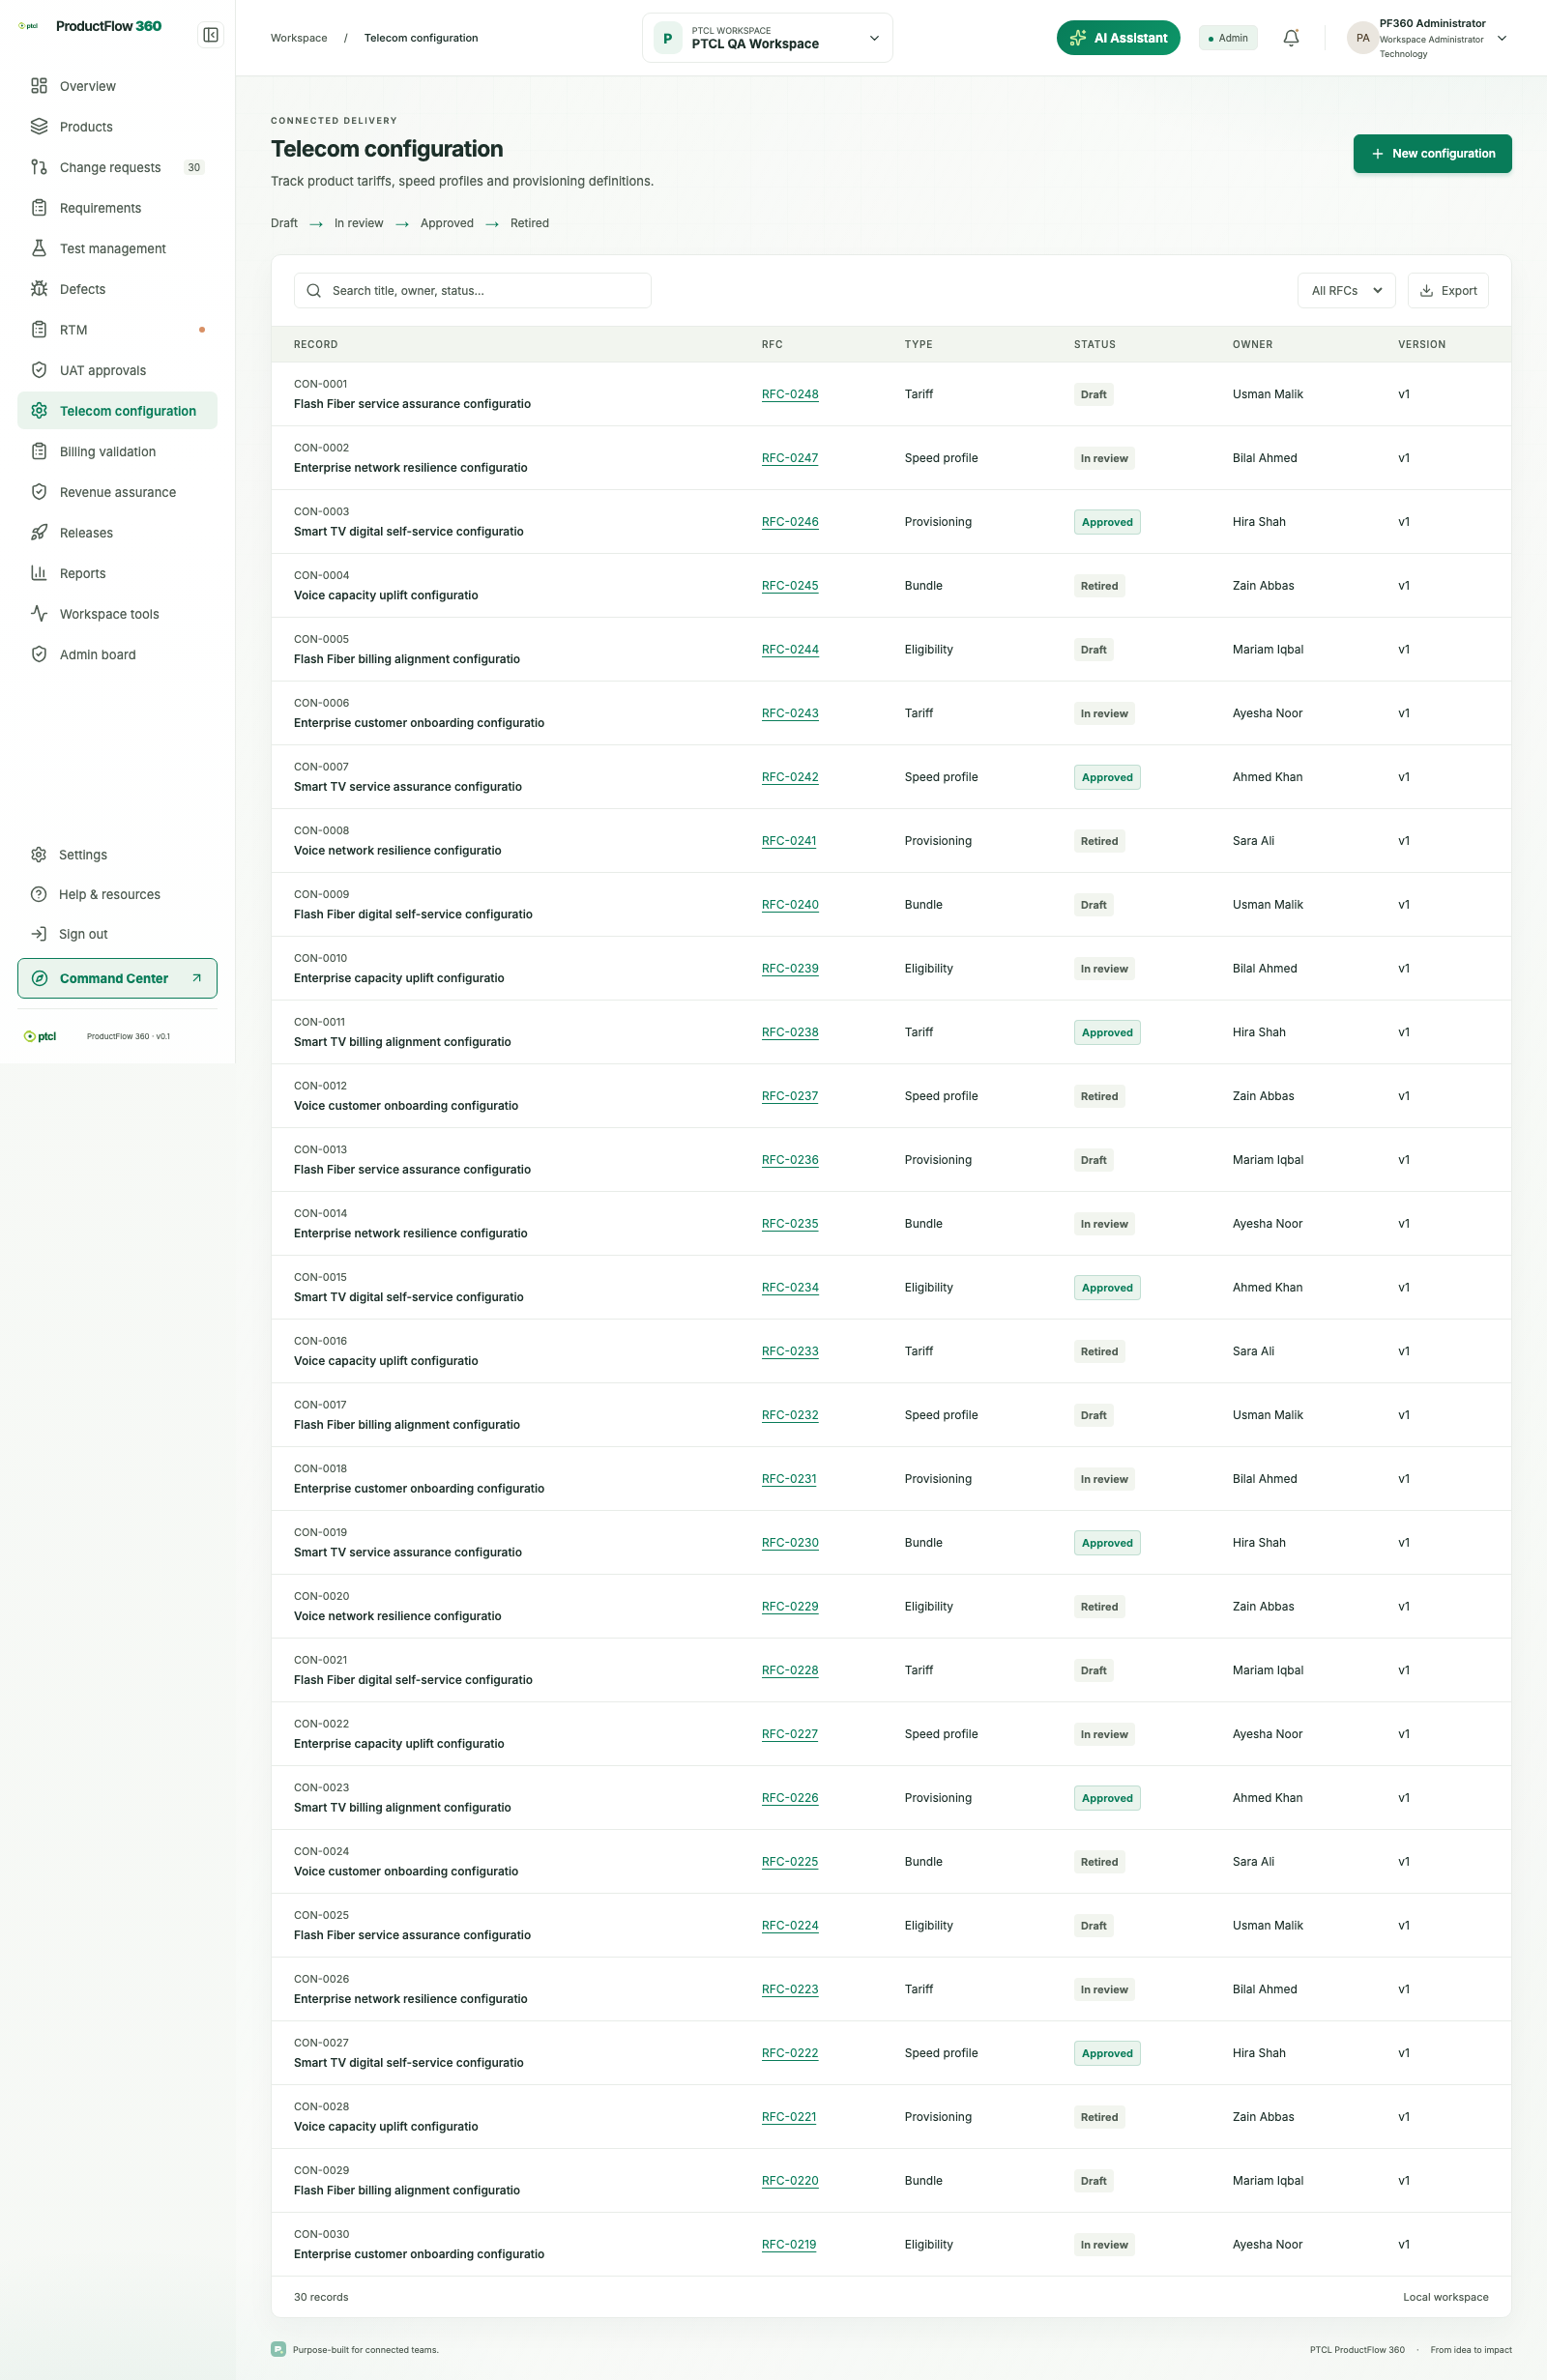 ptcl
ProductFlow 360
Overview
Products
Change requests 30
Requirements
Test management
Defects
RTM
UAT approvals
Telecom configuration
Billing validation
Revenue assurance
Releases
Reports
Workspace tools
Admin board
Settings
Help & resources
Sign out
Command Center
ptcl ProductFlow 360 · v0.1
Workspace / Telecom configuration
P
PTCL WORKSPACE
PTCL QA Workspace
AI Assistant
Admin
PA
PF360 Administrator
Workspace Administrator
Technology
CONNECTED DELIVERY
Telecom configuration
Track product tariffs, speed profiles and provisioning definitions.
New configuration
Draft → In review → Approved → Retired
Search title, owner, status...
All RFCs
Export
RECORD RFC TYPE STATUS OWNER VERSION
CON-0001
Flash Fiber service assurance configuratio RFC-0248 Tariff Draft Usman Malik v1
CON-0002
Enterprise network resilience configuratio RFC-0247 Speed profile In review Bilal Ahmed v1
CON-0003
Smart TV digital self-service configuratio RFC-0246 Provisioning Approved Hira Shah v1
CON-0004
Voice capacity uplift configuratio RFC-0245 Bundle Retired Zain Abbas v1
CON-0005
Flash Fiber billing alignment configuratio RFC-0244 Eligibility Draft Mariam Iqbal v1
CON-0006
Enterprise customer onboarding configuratio RFC-0243 Tariff In review Ayesha Noor v1
CON-0007
Smart TV service assurance configuratio RFC-0242 Speed profile Approved Ahmed Khan v1
CON-0008
Voice network resilience configuratio RFC-0241 Provisioning Retired Sara Ali v1
CON-0009
Flash Fiber digital self-service configuratio RFC-0240 Bundle Draft Usman Malik v1
CON-0010
Enterprise capacity uplift configuratio RFC-0239 Eligibility In review Bilal Ahmed v1
CON-0011
Smart TV billing alignment configuratio RFC-0238 Tariff Approved Hira Shah v1
CON-0012
Voice customer onboarding configuratio RFC-0237 Speed profile Retired Zain Abbas v1
CON-0013
Flash Fiber service assurance configuratio RFC-0236 Provisioning Draft Mariam Iqbal v1
CON-0014
Enterprise network resilience configuratio RFC-0235 Bundle In review Ayesha Noor v1
CON-0015
Smart TV digital self-service configuratio RFC-0234 Eligibility Approved Ahmed Khan v1
CON-0016
Voice capacity uplift configuratio RFC-0233 Tariff Retired Sara Ali v1
CON-0017
Flash Fiber billing alignment configuratio RFC-0232 Speed profile Draft Usman Malik v1
CON-0018
Enterprise customer onboarding configuratio RFC-0231 Provisioning In review Bilal Ahmed v1
CON-0019
Smart TV service assurance configuratio RFC-0230 Bundle Approved Hira Shah v1
CON-0020
Voice network resilience configuratio RFC-0229 Eligibility Retired Zain Abbas v1
CON-0021
Flash Fiber digital self-service configuratio RFC-0228 Tariff Draft Mariam Iqbal v1
CON-0022
Enterprise capacity uplift configuratio RFC-0227 Speed profile In review Ayesha Noor v1
CON-0023
Smart TV billing alignment configuratio RFC-0226 Provisioning Approved Ahmed Khan v1
CON-0024
Voice customer onboarding configuratio RFC-0225 Bundle Retired Sara Ali v1
CON-0025
Flash Fiber service assurance configuratio RFC-0224 Eligibility Draft Usman Malik v1
CON-0026
Enterprise network resilience configuratio RFC-0223 Tariff In review Bilal Ahmed v1
CON-0027
Smart TV digital self-service configuratio RFC-0222 Speed profile Approved Hira Shah v1
CON-0028
Voice capacity uplift configuratio RFC-0221 Provisioning Retired Zain Abbas v1
CON-0029
Flash Fiber billing alignment configuratio RFC-0220 Bundle Draft Mariam Iqbal v1
CON-0030
Enterprise customer onboarding configuratio RFC-0219 Eligibility In review Ayesha Noor v1
30 records Local workspace
P. Purpose-built for connected teams.
PTCL ProductFlow 360 · From idea to impact